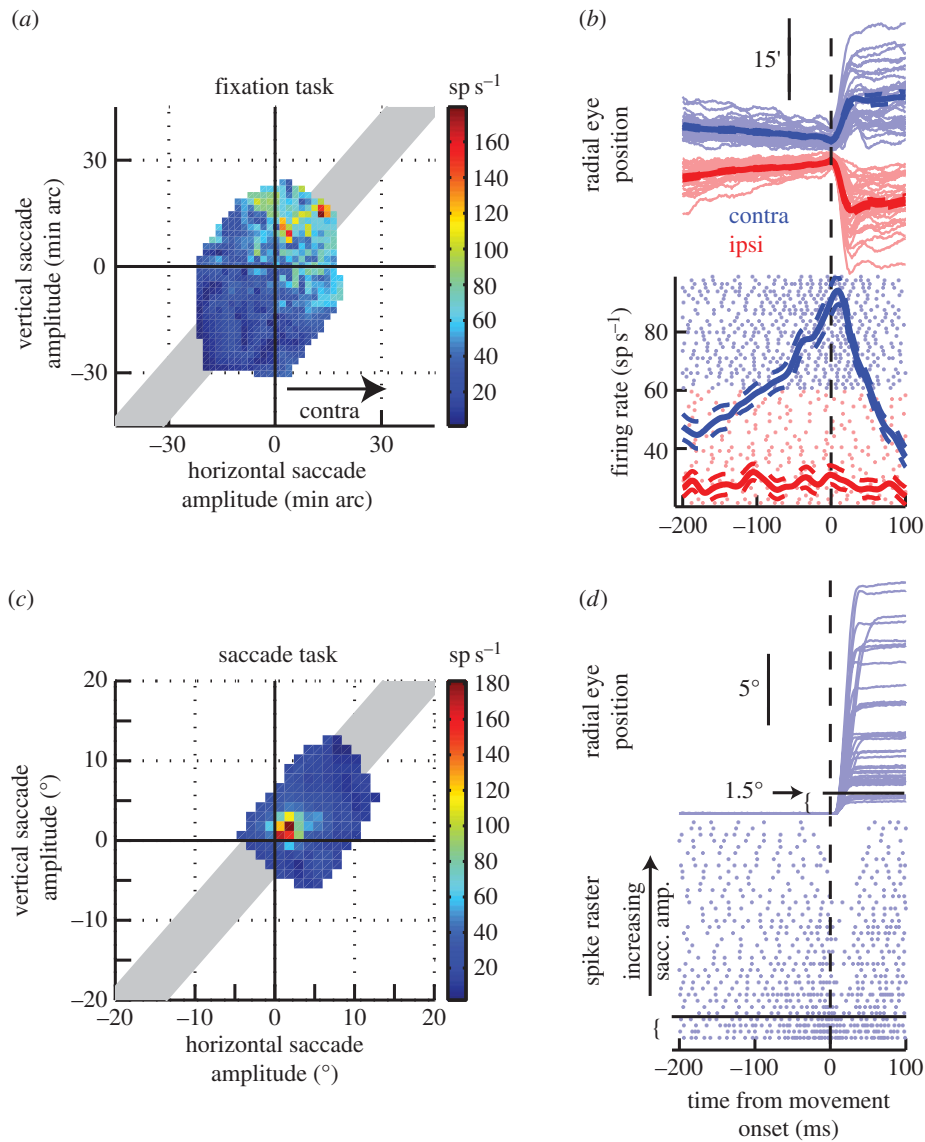 (a)
fixation task
sp s⁻¹
vertical saccade
amplitude (min arc)
30
0
−30
−30
0
30
contra
horizontal saccade
amplitude (min arc)
160
140
120
100
80
60
40
20
(b)
15'
radial eye
position
contra
ipsi
firing rate (sp s⁻¹)
80
60
40
−200
−100
0
100
(c)
saccade task
sp s⁻¹
vertical saccade
amplitude (°)
20
10
0
−10
−20
−20
−10
0
10
20
horizontal saccade
amplitude (°)
180
160
140
120
100
80
60
40
20
(d)
radial eye
position
5°
1.5°
{
spike raster
increasing
sacc. amp.
{
−200
−100
0
100
time from movement
onset (ms)